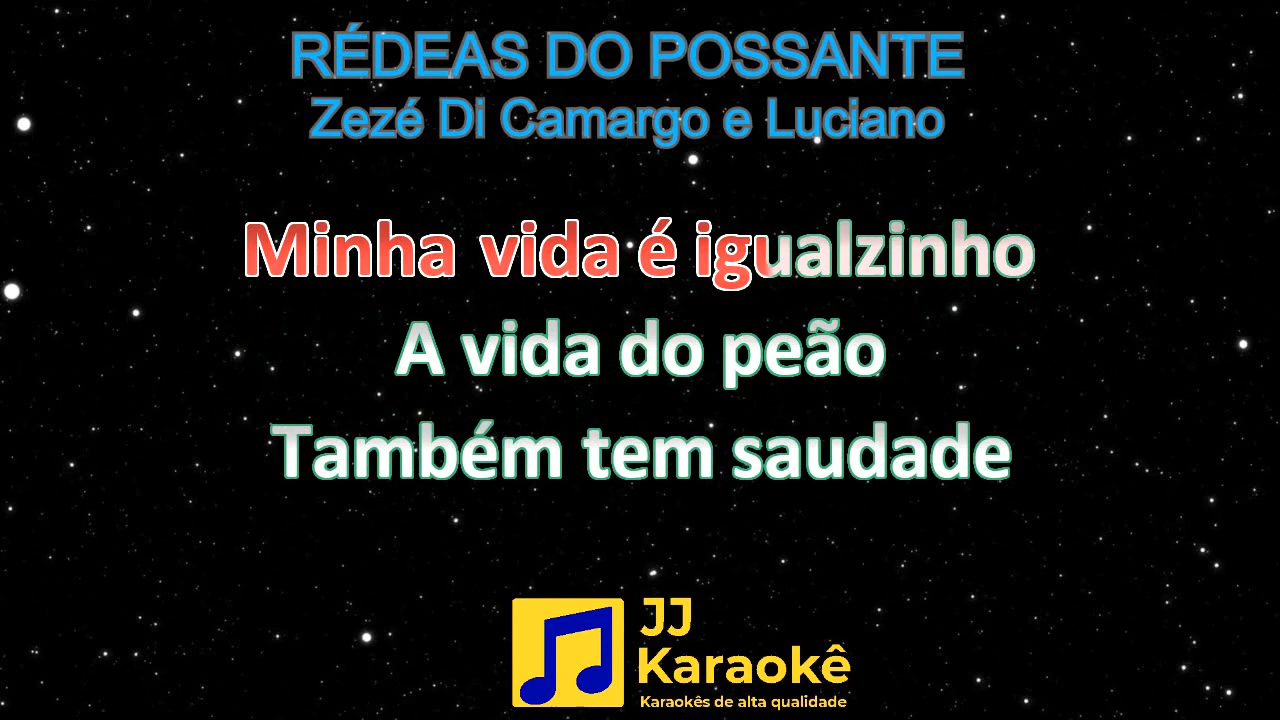 RÉDEAS DO POSSANTE
Zezé Di Camargo e Luciano
Minha vida é igualzinho
A vida do peão
Também tem saudade
JJ
Karaokê
Karaokês de alta qualidade